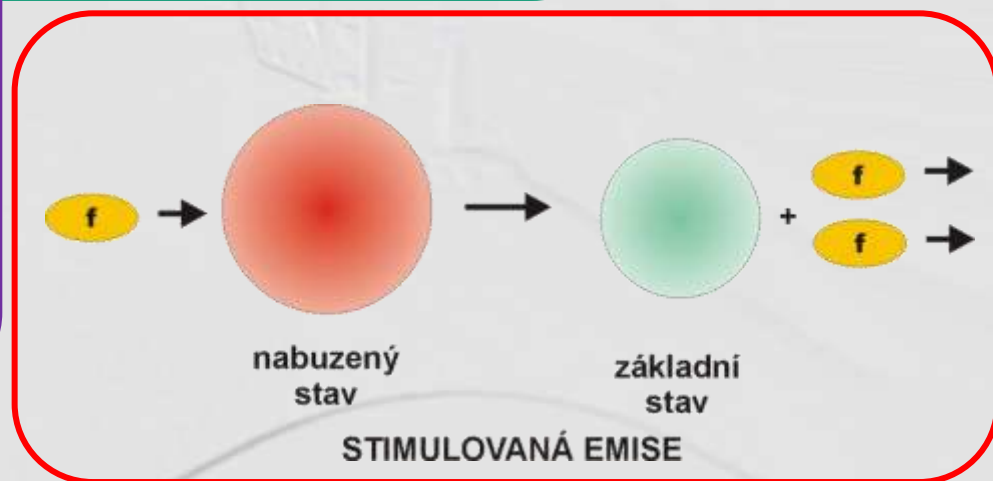 f
+
f
f
nabuzený
stav
základní
stav
STIMULOVANÁ EMISE